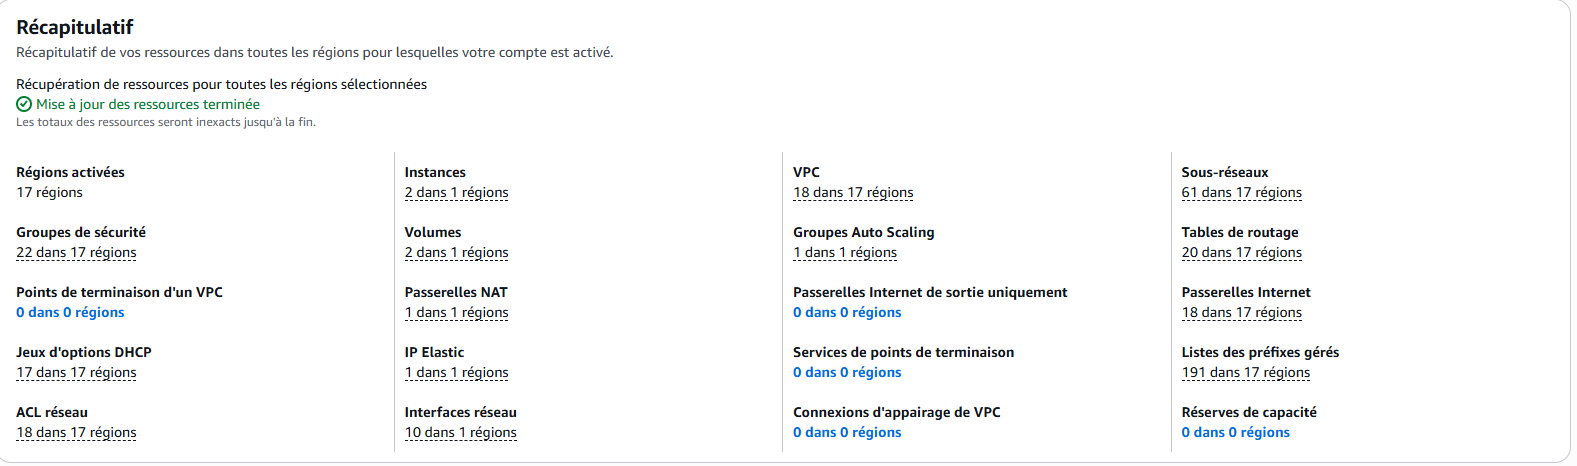 Récapitulatif
Récapitulatif de vos ressources dans toutes les régions pour lesquelles votre compte est activé.
Récupération de ressources pour toutes les régions sélectionnées
Mise à jour des ressources terminée
Les totaux des ressources seront inexacts jusqu'à la fin.
Régions activées
17 régions
Instances
2 dans 1 régions
VPC
18 dans 17 régions
Sous-réseaux
61 dans 17 régions
Groupes de sécurité
22 dans 17 régions
Volumes
2 dans 1 régions
Groupes Auto Scaling
1 dans 1 régions
Tables de routage
20 dans 17 régions
Points de terminaison d'un VPC
0 dans 0 régions
Passerelles NAT
1 dans 1 régions
Passerelles Internet de sortie uniquement
0 dans 0 régions
Passerelles Internet
18 dans 17 régions
Jeux d'options DHCP
17 dans 17 régions
IP Elastic
1 dans 1 régions
Services de points de terminaison
0 dans 0 régions
Listes des préfixes gérés
191 dans 17 régions
ACL réseau
18 dans 17 régions
Interfaces réseau
10 dans 1 régions
Connexions d'appairage de VPC
0 dans 0 régions
Réserves de capacité
0 dans 0 régions